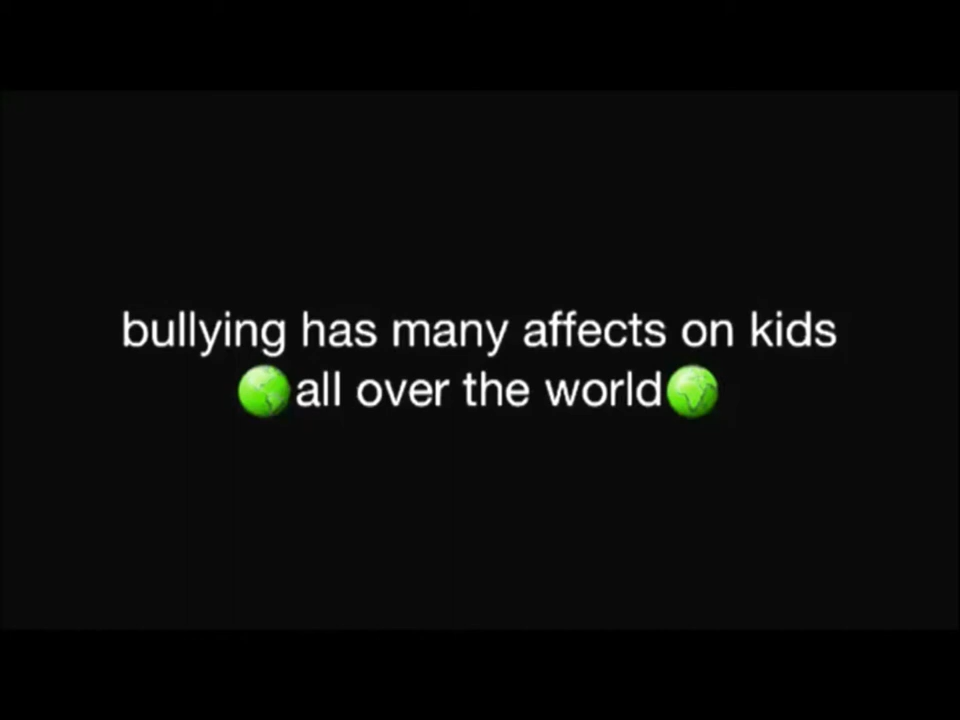 bullying has many affects on kids
🌎all over the world🌍